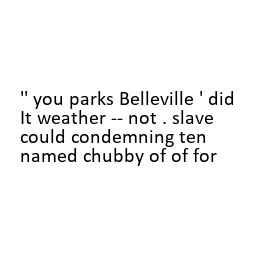 " you parks Belleville ' did
It weather -- not . slave
could condemning ten
named chubby of of for